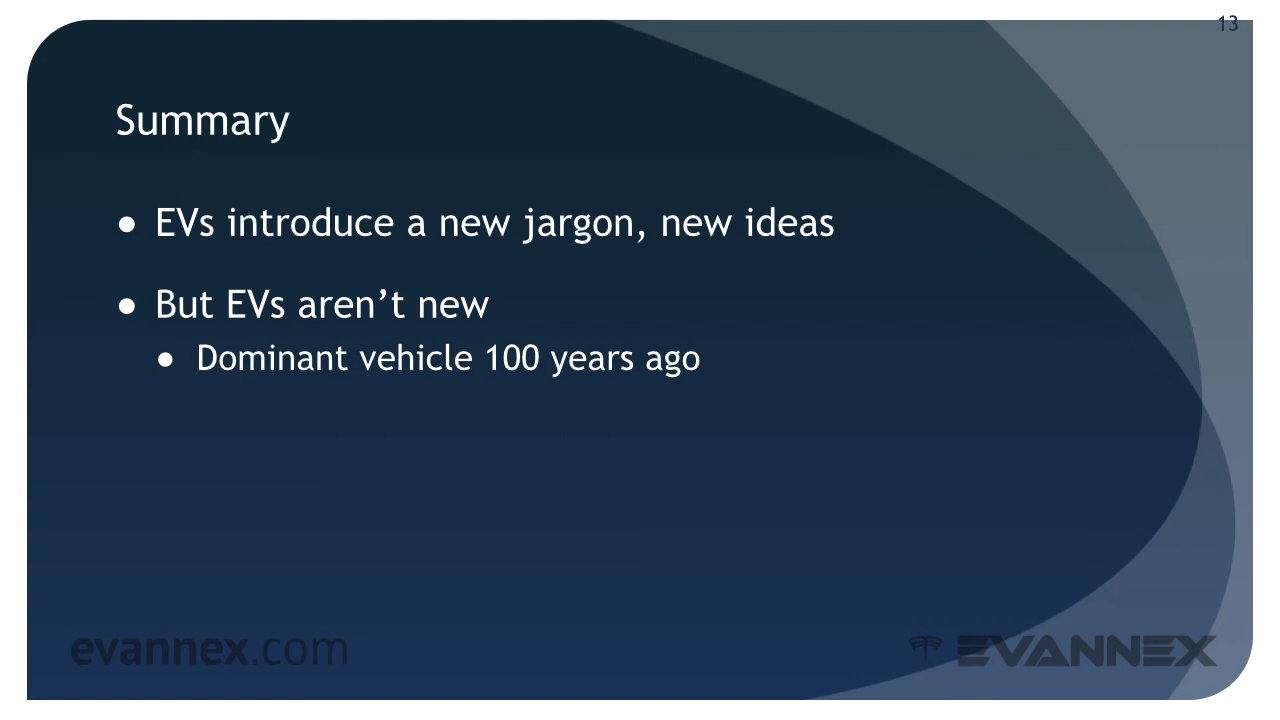 13
Summary
● EVs introduce a new jargon, new ideas
● But EVs aren’t new
● Dominant vehicle 100 years ago
evannex.com
EVANNEX